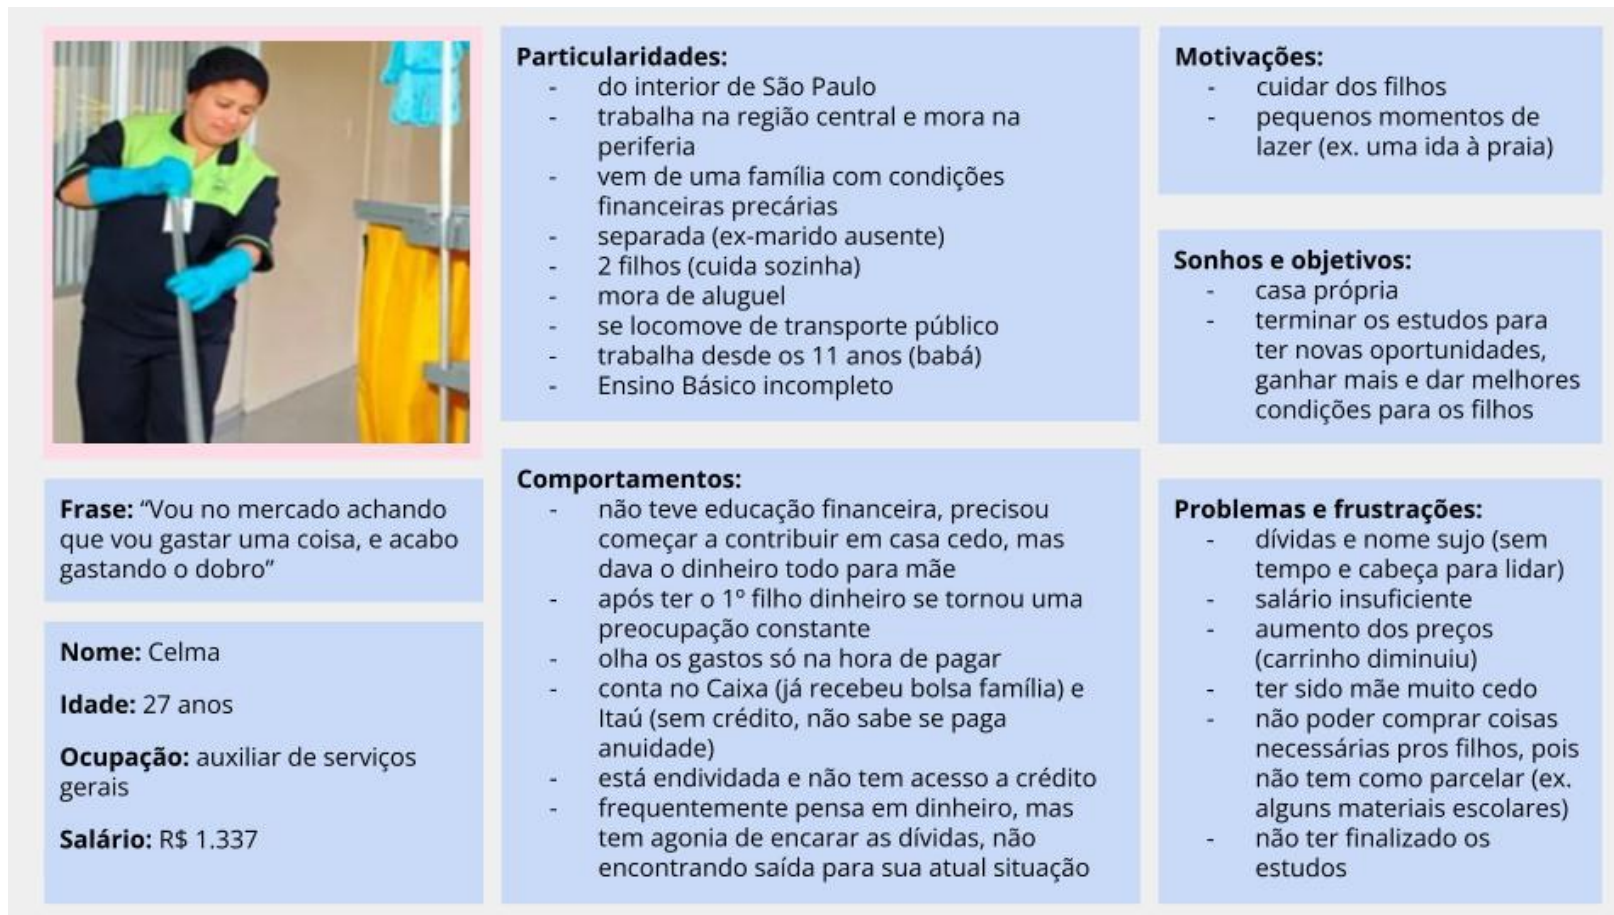 Particularidades:
- do interior de São Paulo
- trabalha na região central e mora na
periferia
- vem de uma família com condições
financeiras precárias
- separada (ex-marido ausente)
- 2 filhos (cuida sozinha)
- mora de aluguel
- se locomove de transporte público
- trabalha desde os 11 anos (babá)
- Ensino Básico incompleto
Motivações:
- cuidar dos filhos
- pequenos momentos de
lazer (ex. uma ida à praia)
Sonhos e objetivos:
- casa própria
- terminar os estudos para
ter novas oportunidades,
ganhar mais e dar melhores
condições para os filhos
Frase: “Vou no mercado achando
que vou gastar uma coisa, e acabo
gastando o dobro”
Nome: Celma
Idade: 27 anos
Ocupação: auxiliar de serviços
gerais
Salário: R$ 1.337
Comportamentos:
- não teve educação financeira, precisou
começar a contribuir em casa cedo, mas
dava o dinheiro todo para mãe
- após ter o 1º filho dinheiro se tornou uma
preocupação constante
- olha os gastos só na hora de pagar
- conta no Caixa (já recebeu bolsa família) e
Itaú (sem crédito, não sabe se paga
anuidade)
- está endividada e não tem acesso a crédito
- frequentemente pensa em dinheiro, mas
tem agonia de encarar as dívidas, não
encontrando saída para sua atual situação
Problemas e frustrações:
- dívidas e nome sujo (sem
tempo e cabeça para lidar)
- salário insuficiente
- aumento dos preços
(carrinho diminuiu)
- ter sido mãe muito cedo
- não poder comprar coisas
necessárias pros filhos, pois
não tem como parcelar (ex.
alguns materiais escolares)
- não ter finalizado os
estudos